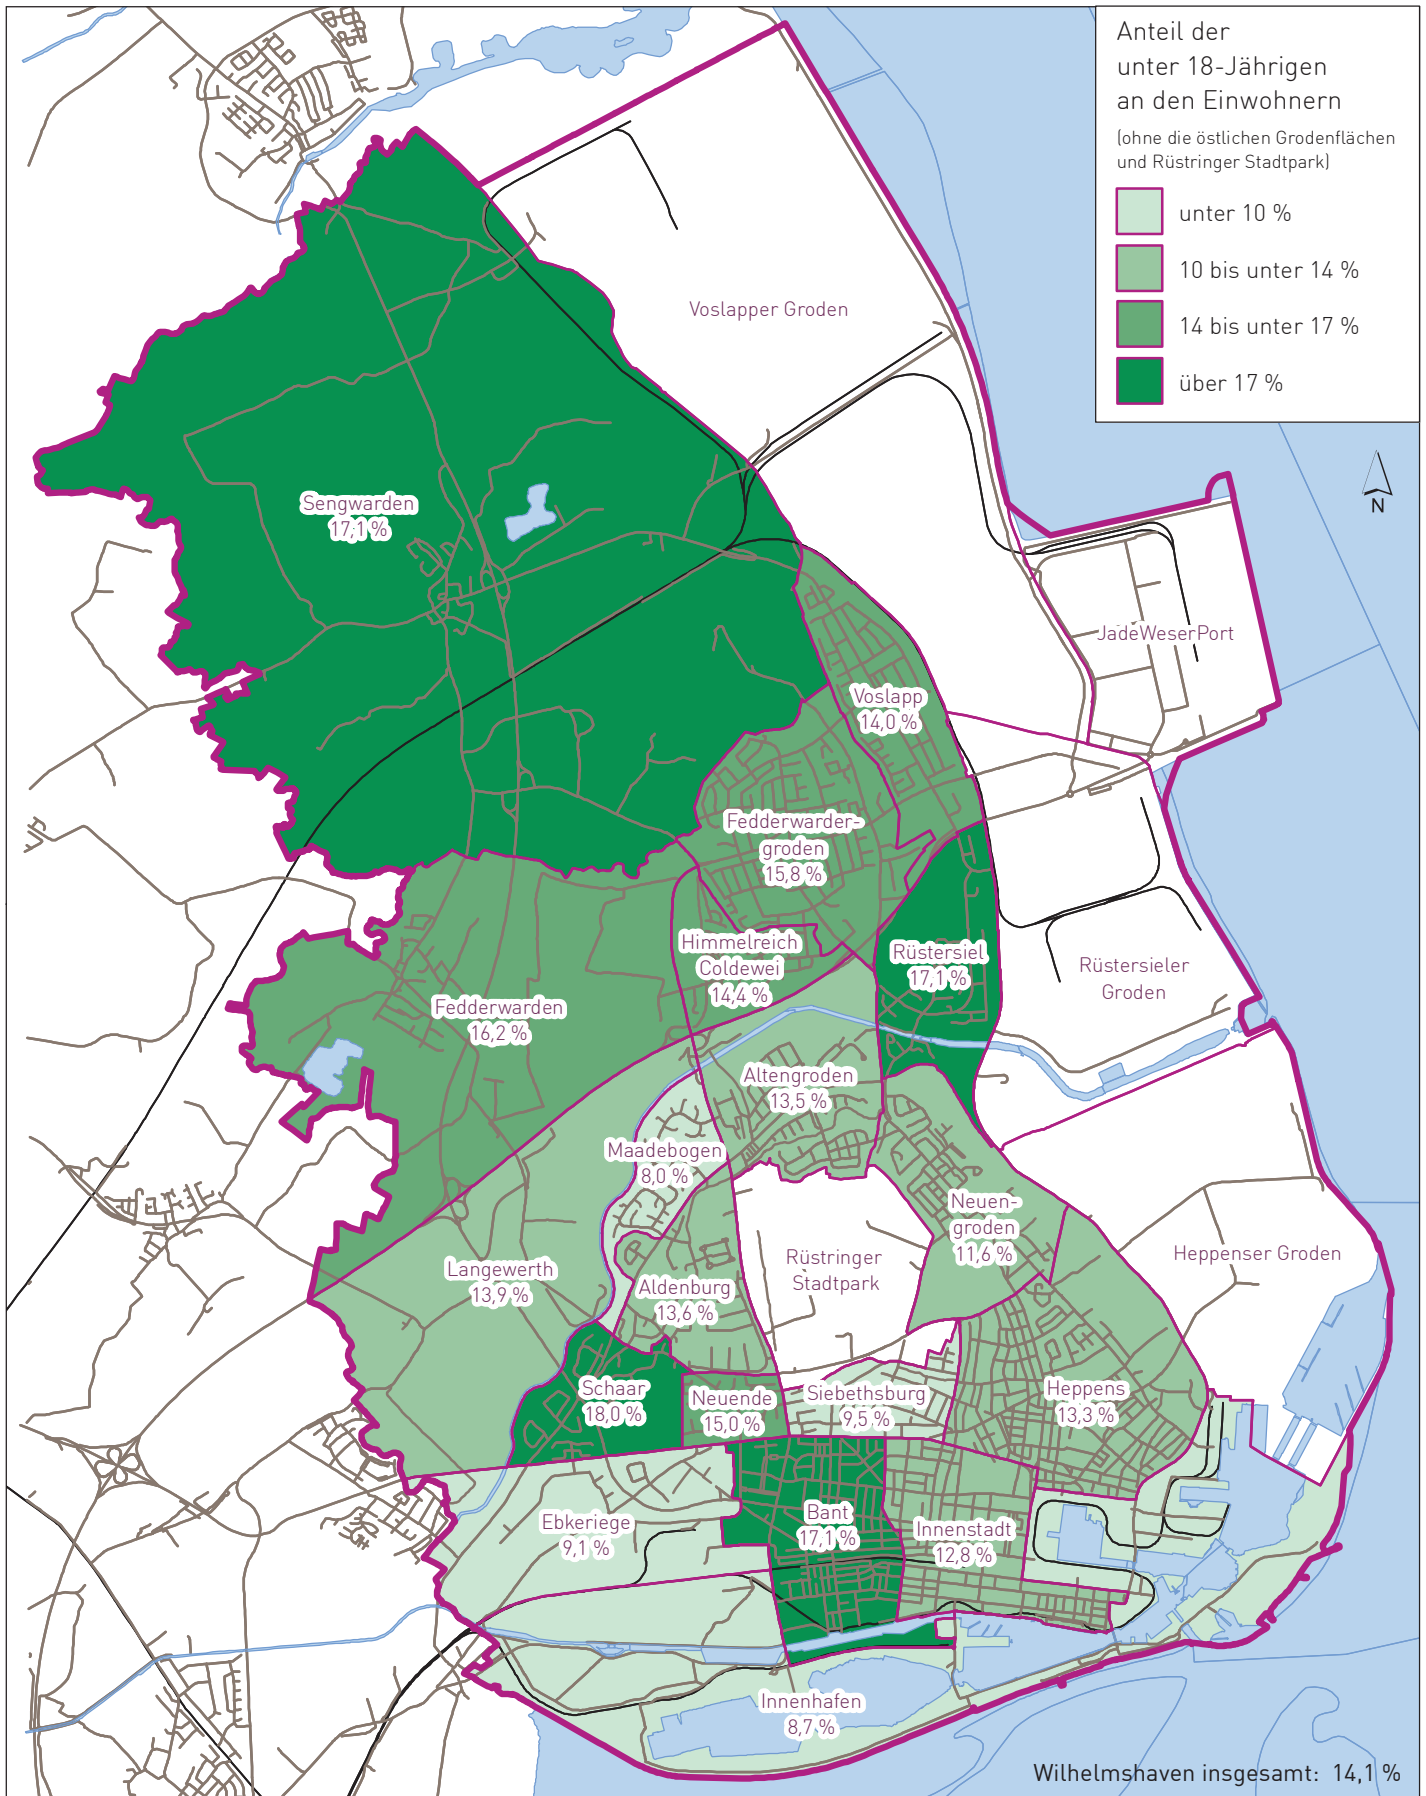 Anteil der
unter 18-Jährigen
an den Einwohnern
(ohne die östlichen Grodenflächen
und Rüstringer Stadtpark)
unter 10 %
10 bis unter 14 %
14 bis unter 17 %
über 17 %
N
Voslapper Groden
Sengwarden
17,1 %
JadeWeserPort
Voslapp
14,0 %
Fedderwarder-
groden
15,8 %
Himmelreich
Coldewei
14,4 %
Rüstersiel
17,1 %
Rüstersieler
Groden
Fedderwarden
16,2 %
Altengroden
13,5 %
Maadebogen
8,0 %
Neuen-
groden
11,6 %
Rüstringer
Stadtpark
Heppenser Groden
Langewerth
13,9 %
Aldenburg
13,6 %
Schaar
18,0 %
Neuende
15,0 %
Siebethsburg
9,5 %
Heppens
13,3 %
Ebkeriege
9,1 %
Bant
17,1 %
Innenstadt
12,8 %
Innenhafen
8,7 %
Wilhelmshaven insgesamt: 14,1 %